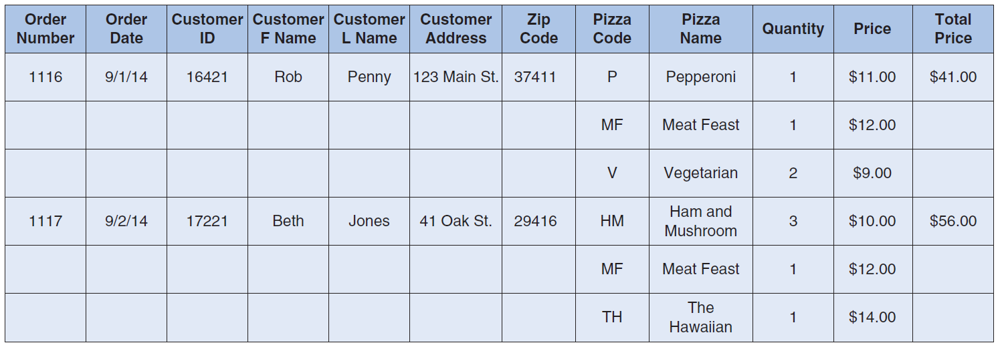 Order Number Order Date Customer ID Customer F Name Customer L Name Customer Address Zip Code Pizza Code Pizza Name Quantity Price Total Price
1116 9/1/14 16421 Rob Penny 123 Main St. 37411 P Pepperoni 1 $11.00 $41.00
MF Meat Feast 1 $12.00
V Vegetarian 2 $9.00
1117 9/2/14 17221 Beth Jones 41 Oak St. 29416 HM Ham and Mushroom 3 $10.00 $56.00
MF Meat Feast 1 $12.00
TH The Hawaiian 1 $14.00